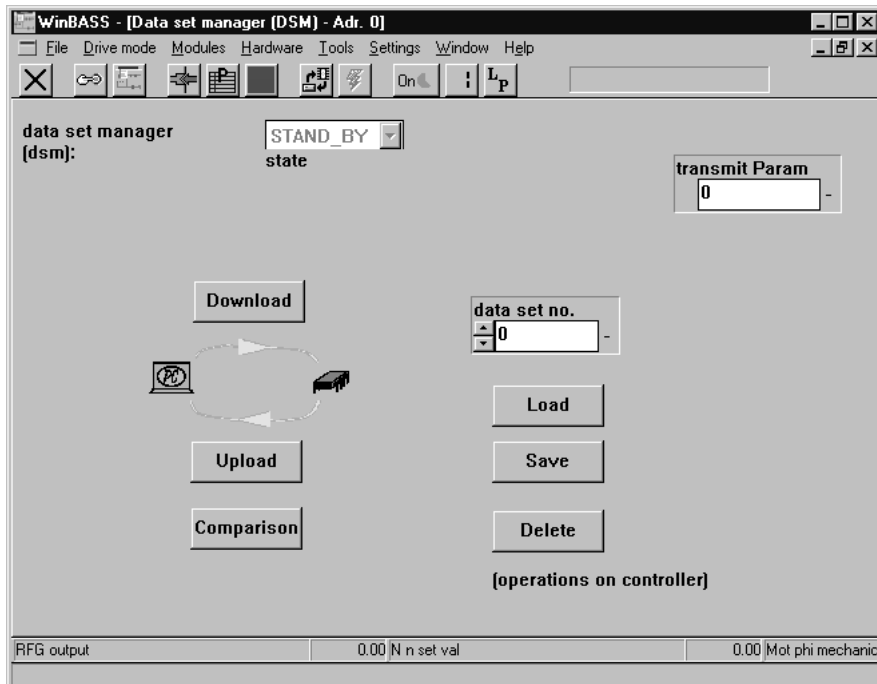 WinBASS - [Data set manager (DSM) - Adr. 0]
File Drive mode Modules Hardware Tools Settings Window Help
P On LP
data set manager
(dsm):
STAND_BY
state
transmit Param
0 -
Download
data set no.
0 -
PC
Load
Upload
Save
Comparison
Delete
(operations on controller)
RFG output 0.00 N n set val 0.00 Mot phi mechanic